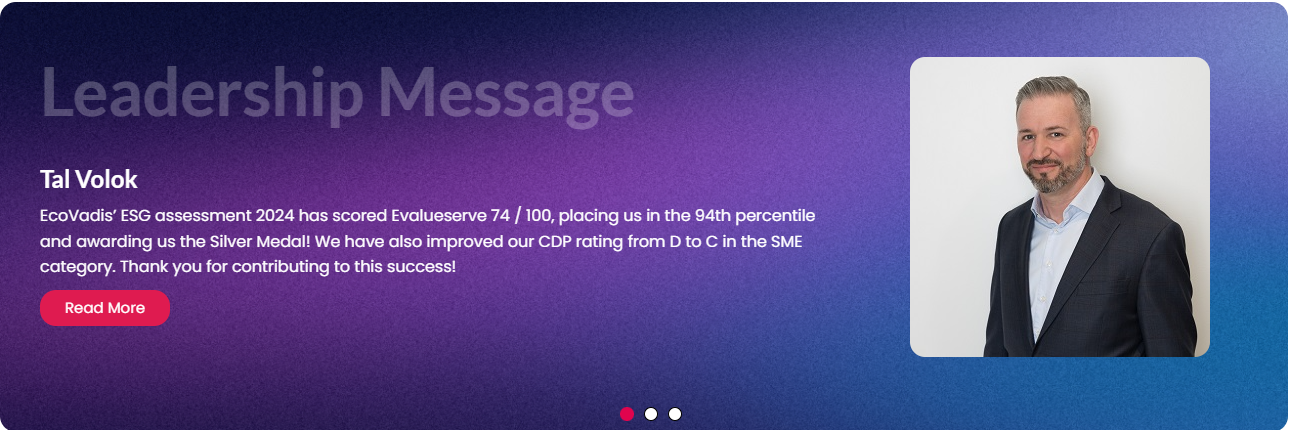 Leadership Message
Tal Volok
EcoVadis’ ESG assessment 2024 has scored Evalueserve 74 / 100, placing us in the 94th percentile
and awarding us the Silver Medal! We have also improved our CDP rating from D to C in the SME
category. Thank you for contributing to this success!
Read More